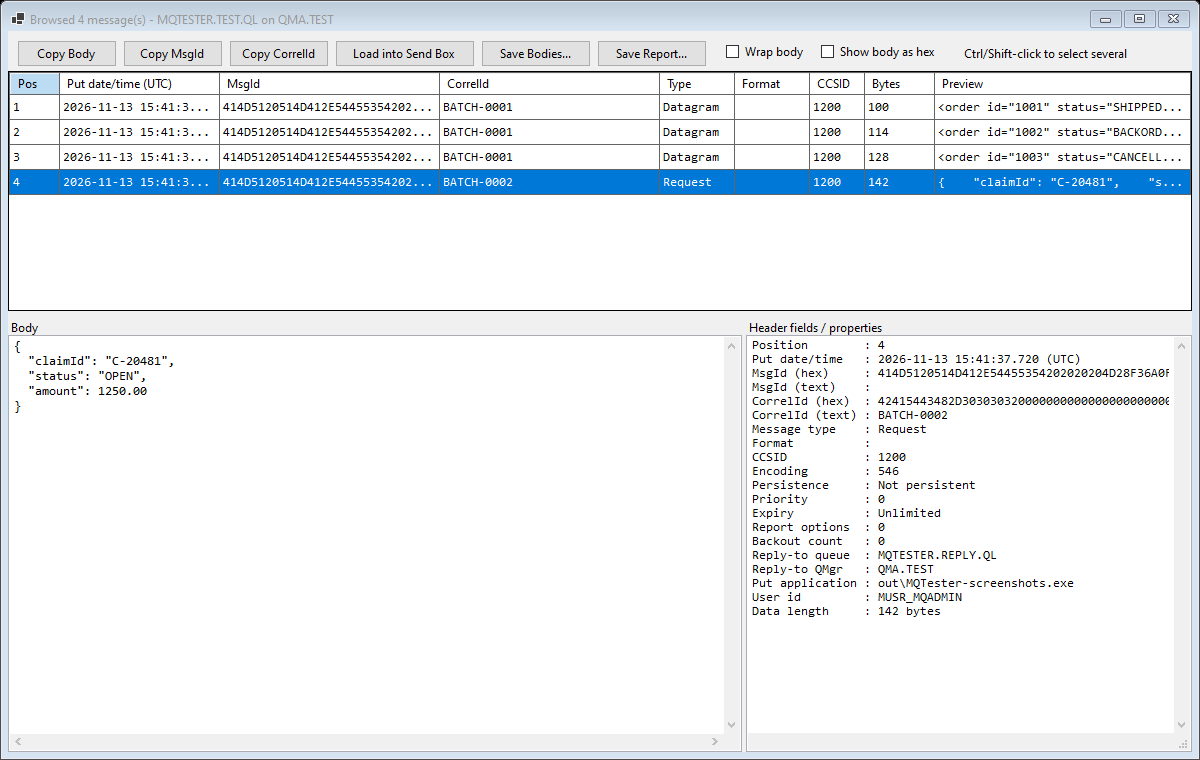 Browsed 4 message(s) - MQTESTER.TEST.QL on QMA.TEST
Copy Body Copy MsgId Copy CorrelId Load into Send Box Save Bodies... Save Report... Wrap body Show body as hex Ctrl/Shift-click to select several
Pos Put date/time (UTC) MsgId CorrelId Type Format CCSID Bytes Preview
1 2026-11-13 15:41:3... 414D5120514D412E54455354202... BATCH-0001 Datagram 1200 100 <order id="1001" status="SHIPPED...
2 2026-11-13 15:41:3... 414D5120514D412E54455354202... BATCH-0001 Datagram 1200 114 <order id="1002" status="BACKORD...
3 2026-11-13 15:41:3... 414D5120514D412E54455354202... BATCH-0001 Datagram 1200 128 <order id="1003" status="CANCELL...
4 2026-11-13 15:41:3... 414D5120514D412E54455354202... BATCH-0002 Request 1200 142 { "claimId": "C-20481", "s...
Body
{
"claimId": "C-20481",
"status": "OPEN",
"amount": 1250.00
}
Header fields / properties
Position : 4
Put date/time : 2026-11-13 15:41:37.720 (UTC)
MsgId (hex) : 414D5120514D412E54455354202020204D28F36A0F
MsgId (text) :
CorrelId (hex) : 42415443482D303030320000000000000000000000
CorrelId (text) : BATCH-0002
Message type : Request
Format :
CCSID : 1200
Encoding : 546
Persistence : Not persistent
Priority : 0
Expiry : Unlimited
Report options : 0
Backout count : 0
Reply-to queue : MQTESTER.REPLY.QL
Reply-to QMgr : QMA.TEST
Put application : out\MQTester-screenshots.exe
User id : MUSR_MQADMIN
Data length : 142 bytes